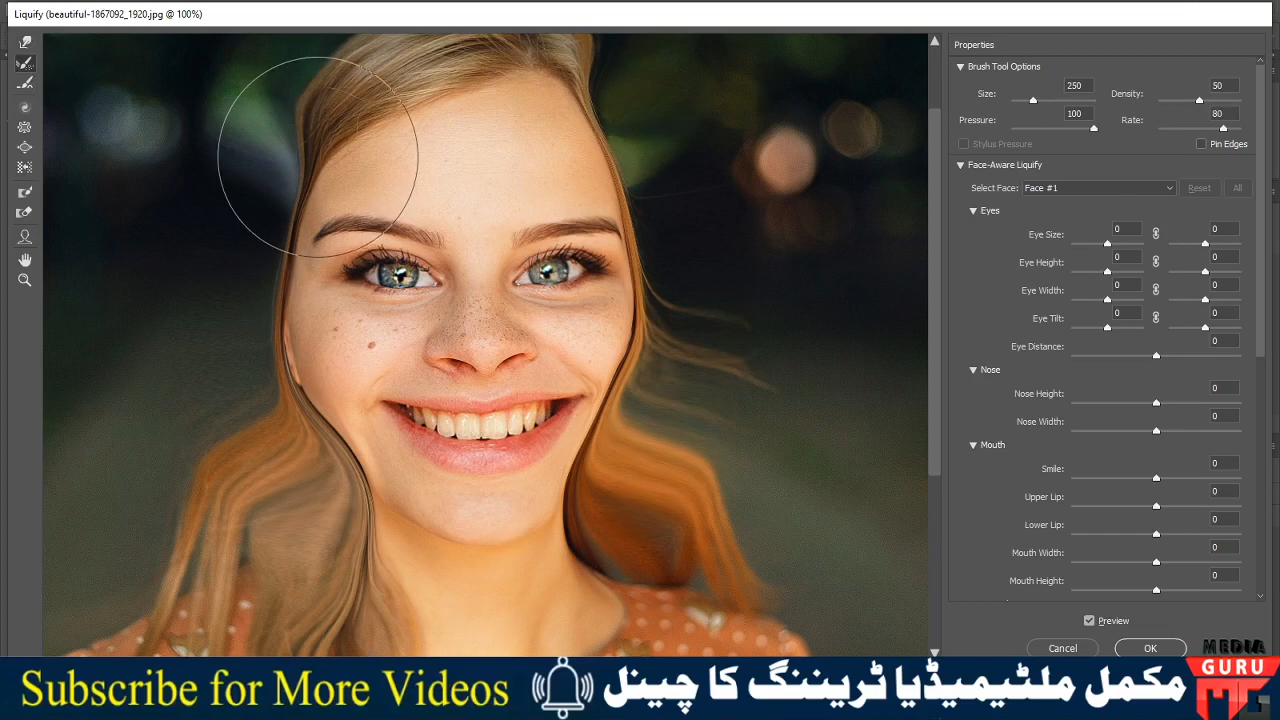 Liquify (beautiful-1867092_1920.jpg @ 100%)
Properties
Brush Tool Options
Size: 250 Density: 50
Pressure: 100 Rate: 80
Stylus Pressure Pin Edges
Face-Aware Liquify
Select Face: Face #1 Reset All
Eyes
Eye Size: 0 0
Eye Height: 0 0
Eye Width: 0 0
Eye Tilt: 0 0
Eye Distance: 0
Nose
Nose Height: 0
Nose Width: 0
Mouth
Smile: 0
Upper Lip: 0
Lower Lip: 0
Mouth Width: 0
Mouth Height: 0
Preview
Cancel OK
Subscribe for More Videos
مکمل ملٹیمیڈیا ٹریننگ کا چینل
MEDIA
GURU
MG